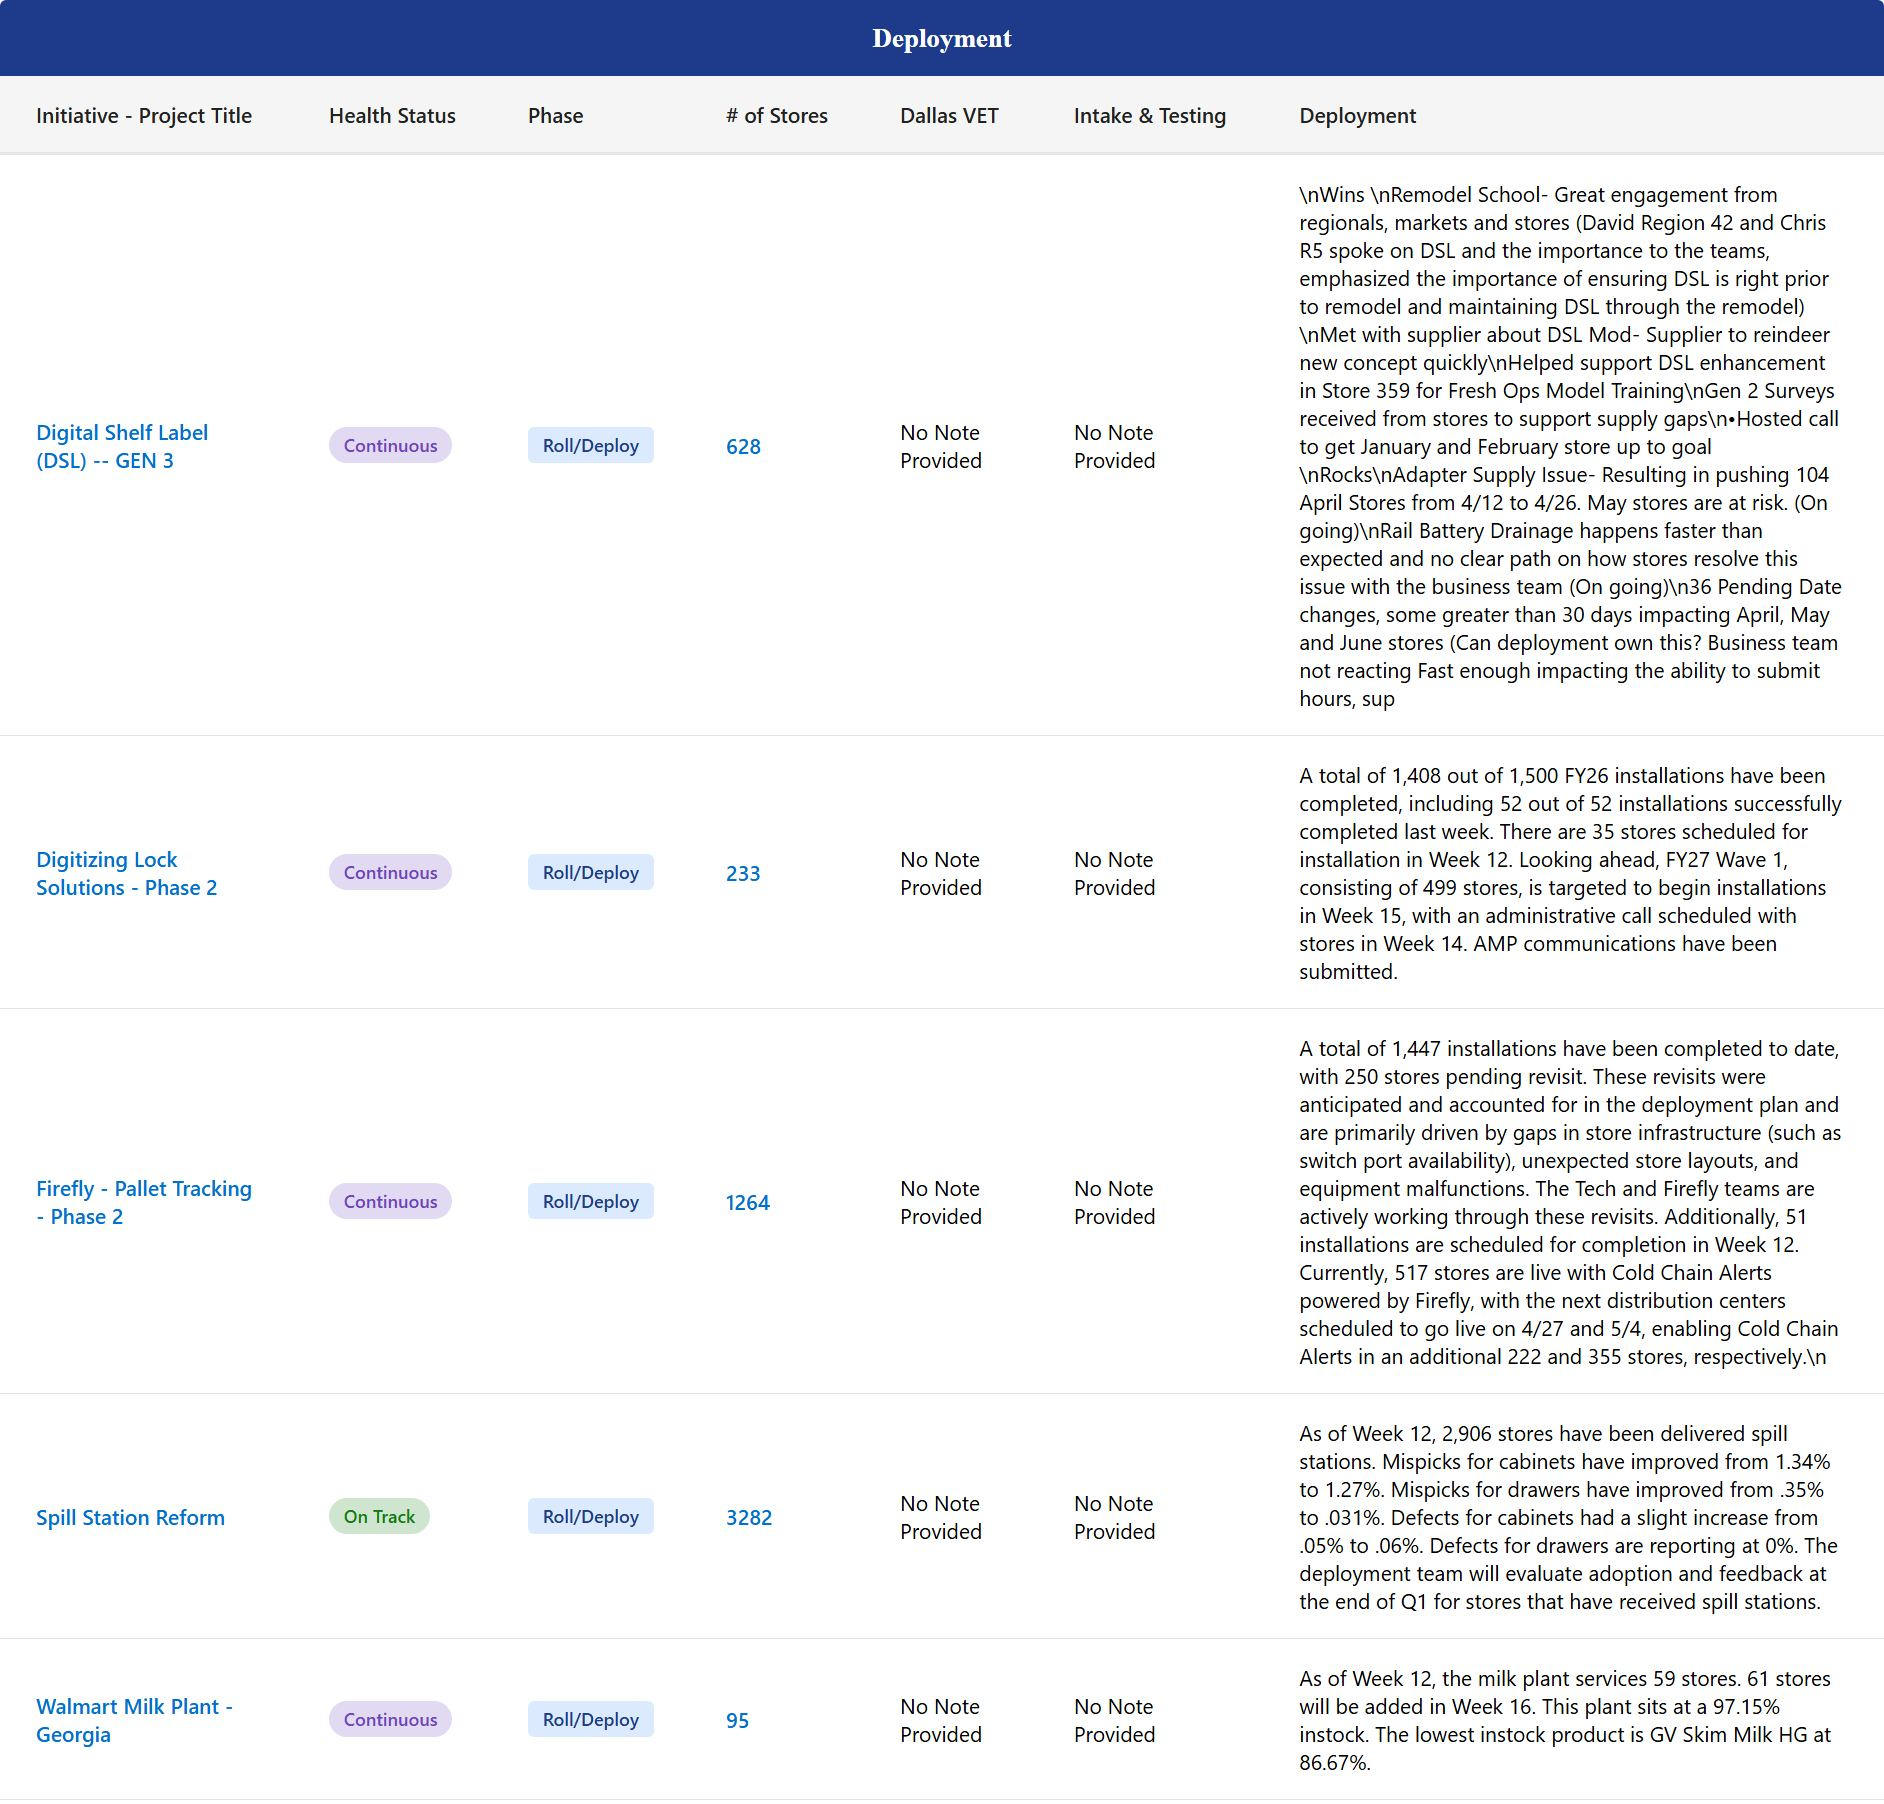 Deployment
Initiative - Project Title
Health Status
Phase
# of Stores
Dallas VET
Intake & Testing
Deployment
Digital Shelf Label
(DSL) -- GEN 3
Continuous
Roll/Deploy
628
No Note
Provided
No Note
Provided
\nWins \nRemodel School- Great engagement from
regionals, markets and stores (David Region 42 and Chris
R5 spoke on DSL and the importance to the teams,
emphasized the importance of ensuring DSL is right prior
to remodel and maintaining DSL through the remodel)
\nMet with supplier about DSL Mod- Supplier to reindeer
new concept quickly\nHelped support DSL enhancement
in Store 359 for Fresh Ops Model Training\nGen 2 Surveys
received from stores to support supply gaps\n•Hosted call
to get January and February store up to goal
\nRocks\nAdapter Supply Issue- Resulting in pushing 104
April Stores from 4/12 to 4/26. May stores are at risk. (On
going)\nRail Battery Drainage happens faster than
expected and no clear path on how stores resolve this
issue with the business team (On going)\n36 Pending Date
changes, some greater than 30 days impacting April, May
and June stores (Can deployment own this? Business team
not reacting Fast enough impacting the ability to submit
hours, sup
Digitizing Lock
Solutions - Phase 2
Continuous
Roll/Deploy
233
No Note
Provided
No Note
Provided
A total of 1,408 out of 1,500 FY26 installations have been
completed, including 52 out of 52 installations successfully
completed last week. There are 35 stores scheduled for
installation in Week 12. Looking ahead, FY27 Wave 1,
consisting of 499 stores, is targeted to begin installations
in Week 15, with an administrative call scheduled with
stores in Week 14. AMP communications have been
submitted.
Firefly - Pallet Tracking
- Phase 2
Continuous
Roll/Deploy
1264
No Note
Provided
No Note
Provided
A total of 1,447 installations have been completed to date,
with 250 stores pending revisit. These revisits were
anticipated and accounted for in the deployment plan and
are primarily driven by gaps in store infrastructure (such as
switch port availability), unexpected store layouts, and
equipment malfunctions. The Tech and Firefly teams are
actively working through these revisits. Additionally, 51
installations are scheduled for completion in Week 12.
Currently, 517 stores are live with Cold Chain Alerts
powered by Firefly, with the next distribution centers
scheduled to go live on 4/27 and 5/4, enabling Cold Chain
Alerts in an additional 222 and 355 stores, respectively.\n
Spill Station Reform
On Track
Roll/Deploy
3282
No Note
Provided
No Note
Provided
As of Week 12, 2,906 stores have been delivered spill
stations. Mispicks for cabinets have improved from 1.34%
to 1.27%. Mispicks for drawers have improved from .35%
to .031%. Defects for cabinets had a slight increase from
.05% to .06%. Defects for drawers are reporting at 0%. The
deployment team will evaluate adoption and feedback at
the end of Q1 for stores that have received spill stations.
Walmart Milk Plant -
Georgia
Continuous
Roll/Deploy
95
No Note
Provided
No Note
Provided
As of Week 12, the milk plant services 59 stores. 61 stores
will be added in Week 16. This plant sits at a 97.15%
instock. The lowest instock product is GV Skim Milk HG at
86.67%.